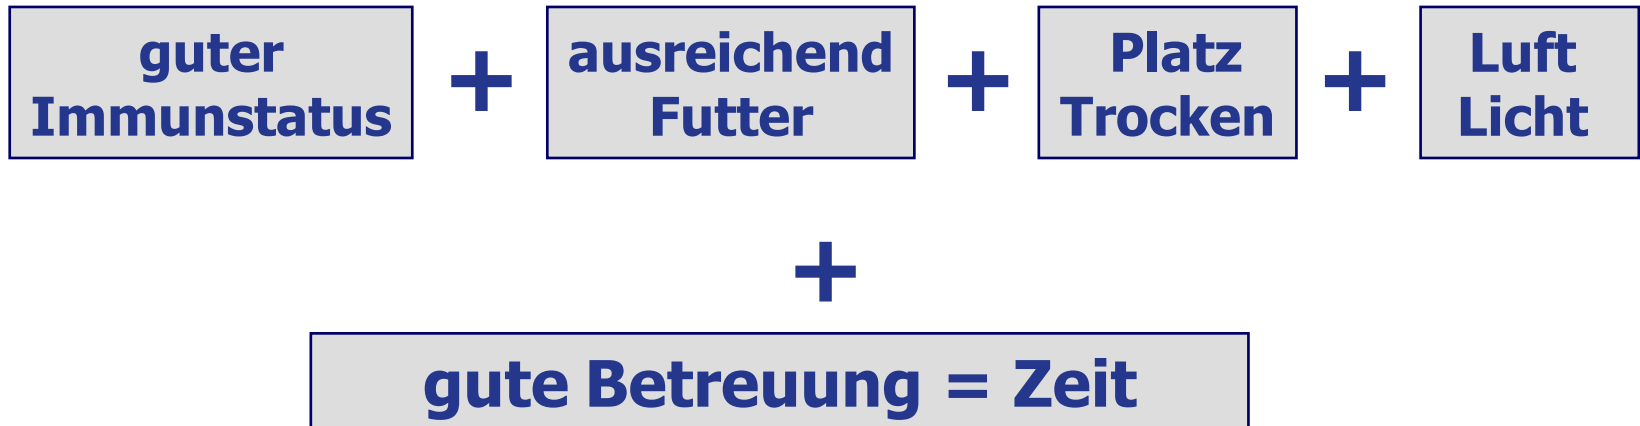 guter
Immunstatus
+
ausreichend
Futter
+
Platz
Trocken
+
Luft
Licht
+
gute Betreuung = Zeit